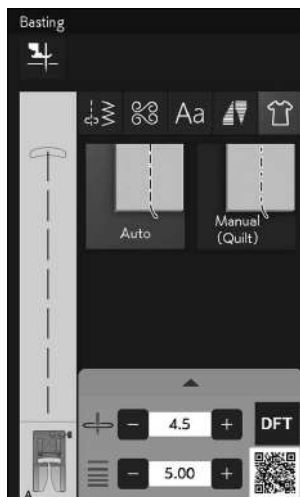 Basting
Aa
Auto
Manual
(Quilt)
− 4.5 + DFT
− 5.00 +
A